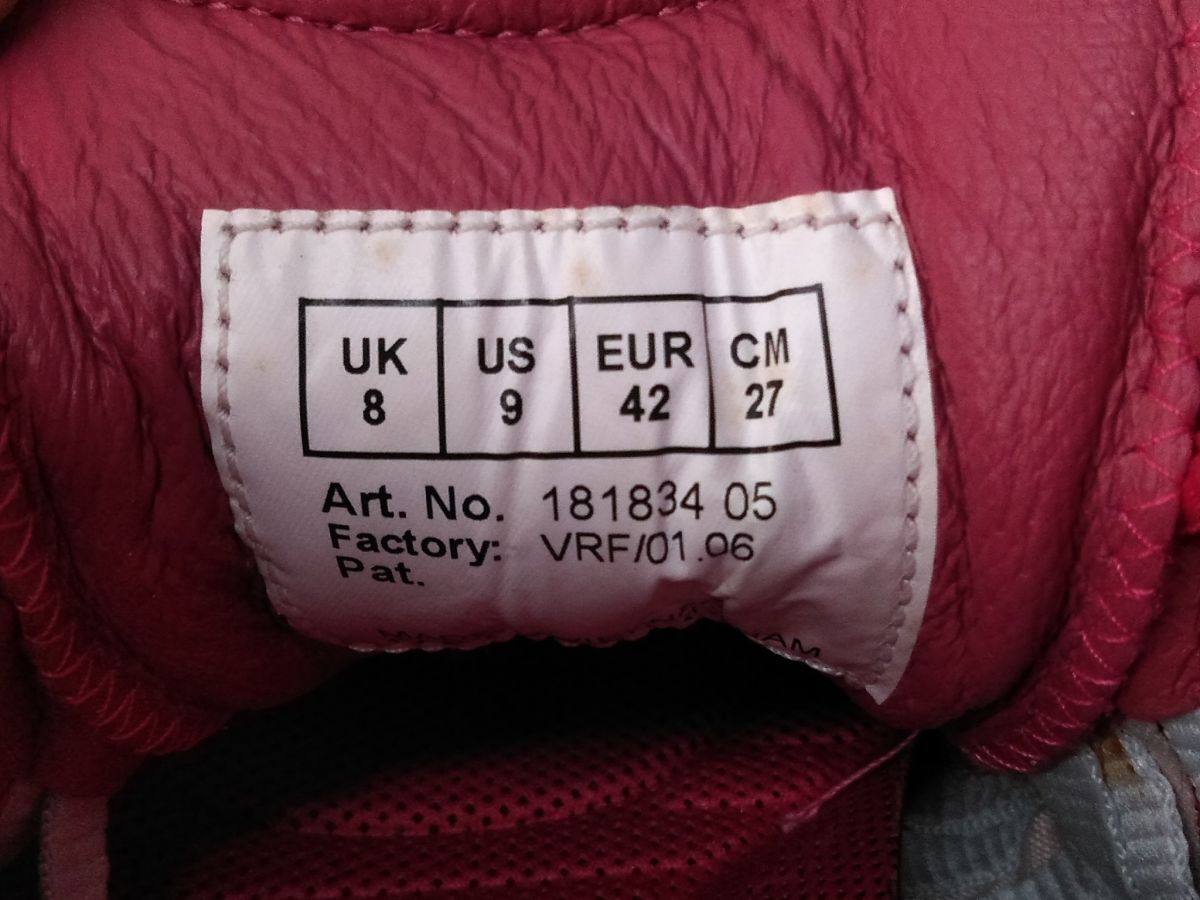 UK US EUR CM
8 9 42 27
Art. No. 181834 05
Factory: VRF/01.06
Pat.